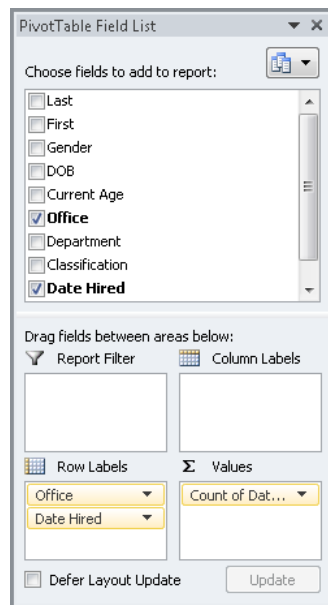 PivotTable Field List
Choose fields to add to report:
Last
First
Gender
DOB
Current Age
Office
Department
Classification
Date Hired
Drag fields between areas below:
Report Filter
Column Labels
Row Labels
Σ Values
Office
Count of Dat...
Date Hired
Defer Layout Update
Update